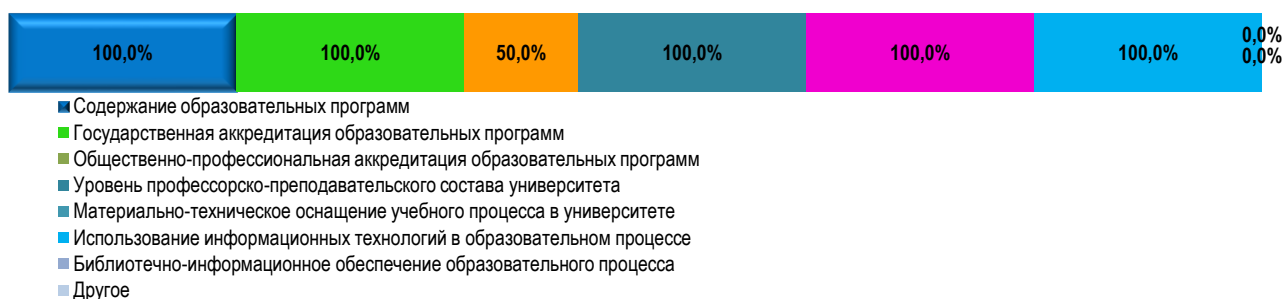 100,0% 100,0% 50,0% 100,0% 100,0% 100,0% 0,0%
0,0%
Содержание образовательных программ
Государственная аккредитация образовательных программ
Общественно-профессиональная аккредитация образовательных программ
Уровень профессорско-преподавательского состава университета
Материально-техническое оснащение учебного процесса в университете
Использование информационных технологий в образовательном процессе
Библиотечно-информационное обеспечение образовательного процесса
Другое